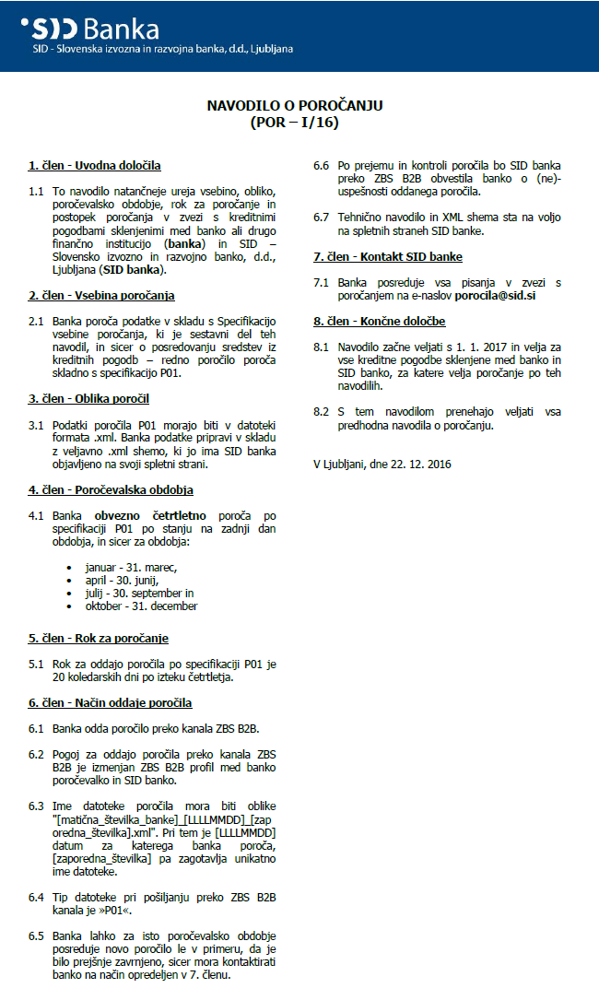 SID Banka
SID - Slovenska izvozna in razvojna banka, d.d., Ljubljana
NAVODILO O POROČANJU
(POR – I/16)
1. člen - Uvodna določila
1.1 To navodilo natančneje ureja vsebino, obliko,
poročevalsko obdobje, rok za poročanje in
postopek poročanja v zvezi s kreditnimi
pogodbami sklenjenimi med banko ali drugo
finančno institucijo (banka) in SID –
Slovensko izvozno in razvojno banko, d.d.,
Ljubljana (SID banka).
2. člen - Vsebina poročanja
2.1 Banka poroča podatke v skladu s Specifikacijo
vsebine poročanja, ki je sestavni del teh
navodil, in sicer o posredovanju sredstev iz
kreditnih pogodb – redno poročilo poroča
skladno s specifikacijo P01.
3. člen - Oblika poročil
3.1 Podatki poročila P01 morajo biti v datoteki
formata .xml. Banka podatke pripravi v skladu
z veljavno .xml shemo, ki jo ima SID banka
objavljeno na svoji spletni strani.
4. člen - Poročevalska obdobja
4.1 Banka obvezno četrtletno poroča po
specifikaciji P01 po stanju na zadnji dan
obdobja, in sicer za obdobja:
• januar - 31. marec,
• april - 30. junij,
• julij - 30. september in
• oktober - 31. december
5. člen - Rok za poročanje
5.1 Rok za oddajo poročila po specifikaciji P01 je
20 koledarskih dni po izteku četrtletja.
6. člen - Način oddaje poročila
6.1 Banka odda poročilo preko kanala ZBS B2B.
6.2 Pogoj za oddajo poročila preko kanala ZBS
B2B je izmenjan ZBS B2B profil med banko
poročevalko in SID banko.
6.3 Ime datoteke poročila mora biti oblike
"[matična_številka_banke]_[LLLLMMDD]_[zap
oredna_številka].xml". Pri tem je [LLLLMMDD]
datum za katerega banka poroča,
[zaporedna_številka] pa zagotavlja unikatno
ime datoteke.
6.4 Tip datoteke pri pošiljanju preko ZBS B2B
kanala je »P01«.
6.5 Banka lahko za isto poročevalsko obdobje
posreduje novo poročilo le v primeru, da je
bilo prejšnje zavrnjeno, sicer mora kontaktirati
banko na način opredeljen v 7. členu.
6.6 Po prejemu in kontroli poročila bo SID banka
preko ZBS B2B obvestila banko o (ne)-
uspešnosti oddanega poročila.
6.7 Tehnično navodilo in XML shema sta na voljo
na spletnih straneh SID banke.
7. člen - Kontakt SID banke
7.1 Banka posreduje vsa pisanja v zvezi s
poročanjem na e-naslov porocila@sid.si
8. člen - Končne določbe
8.1 Navodilo začne veljati s 1. 1. 2017 in velja za
vse kreditne pogodbe sklenjene med banko in
SID banko, za katere velja poročanje po teh
navodilih.
8.2 S tem navodilom prenehajo veljati vsa
predhodna navodila o poročanju.
V Ljubljani, dne 22. 12. 2016